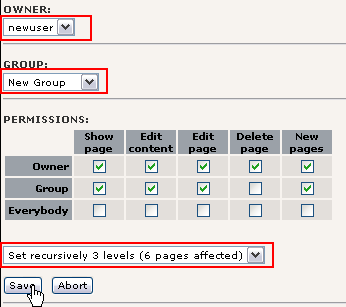 OWNER:
newuser
GROUP:
New Group
PERMISSIONS:
Show page Edit content Edit page Delete page New pages
Owner
Group
Everybody
Set recursively 3 levels (6 pages affected)
Save Abort